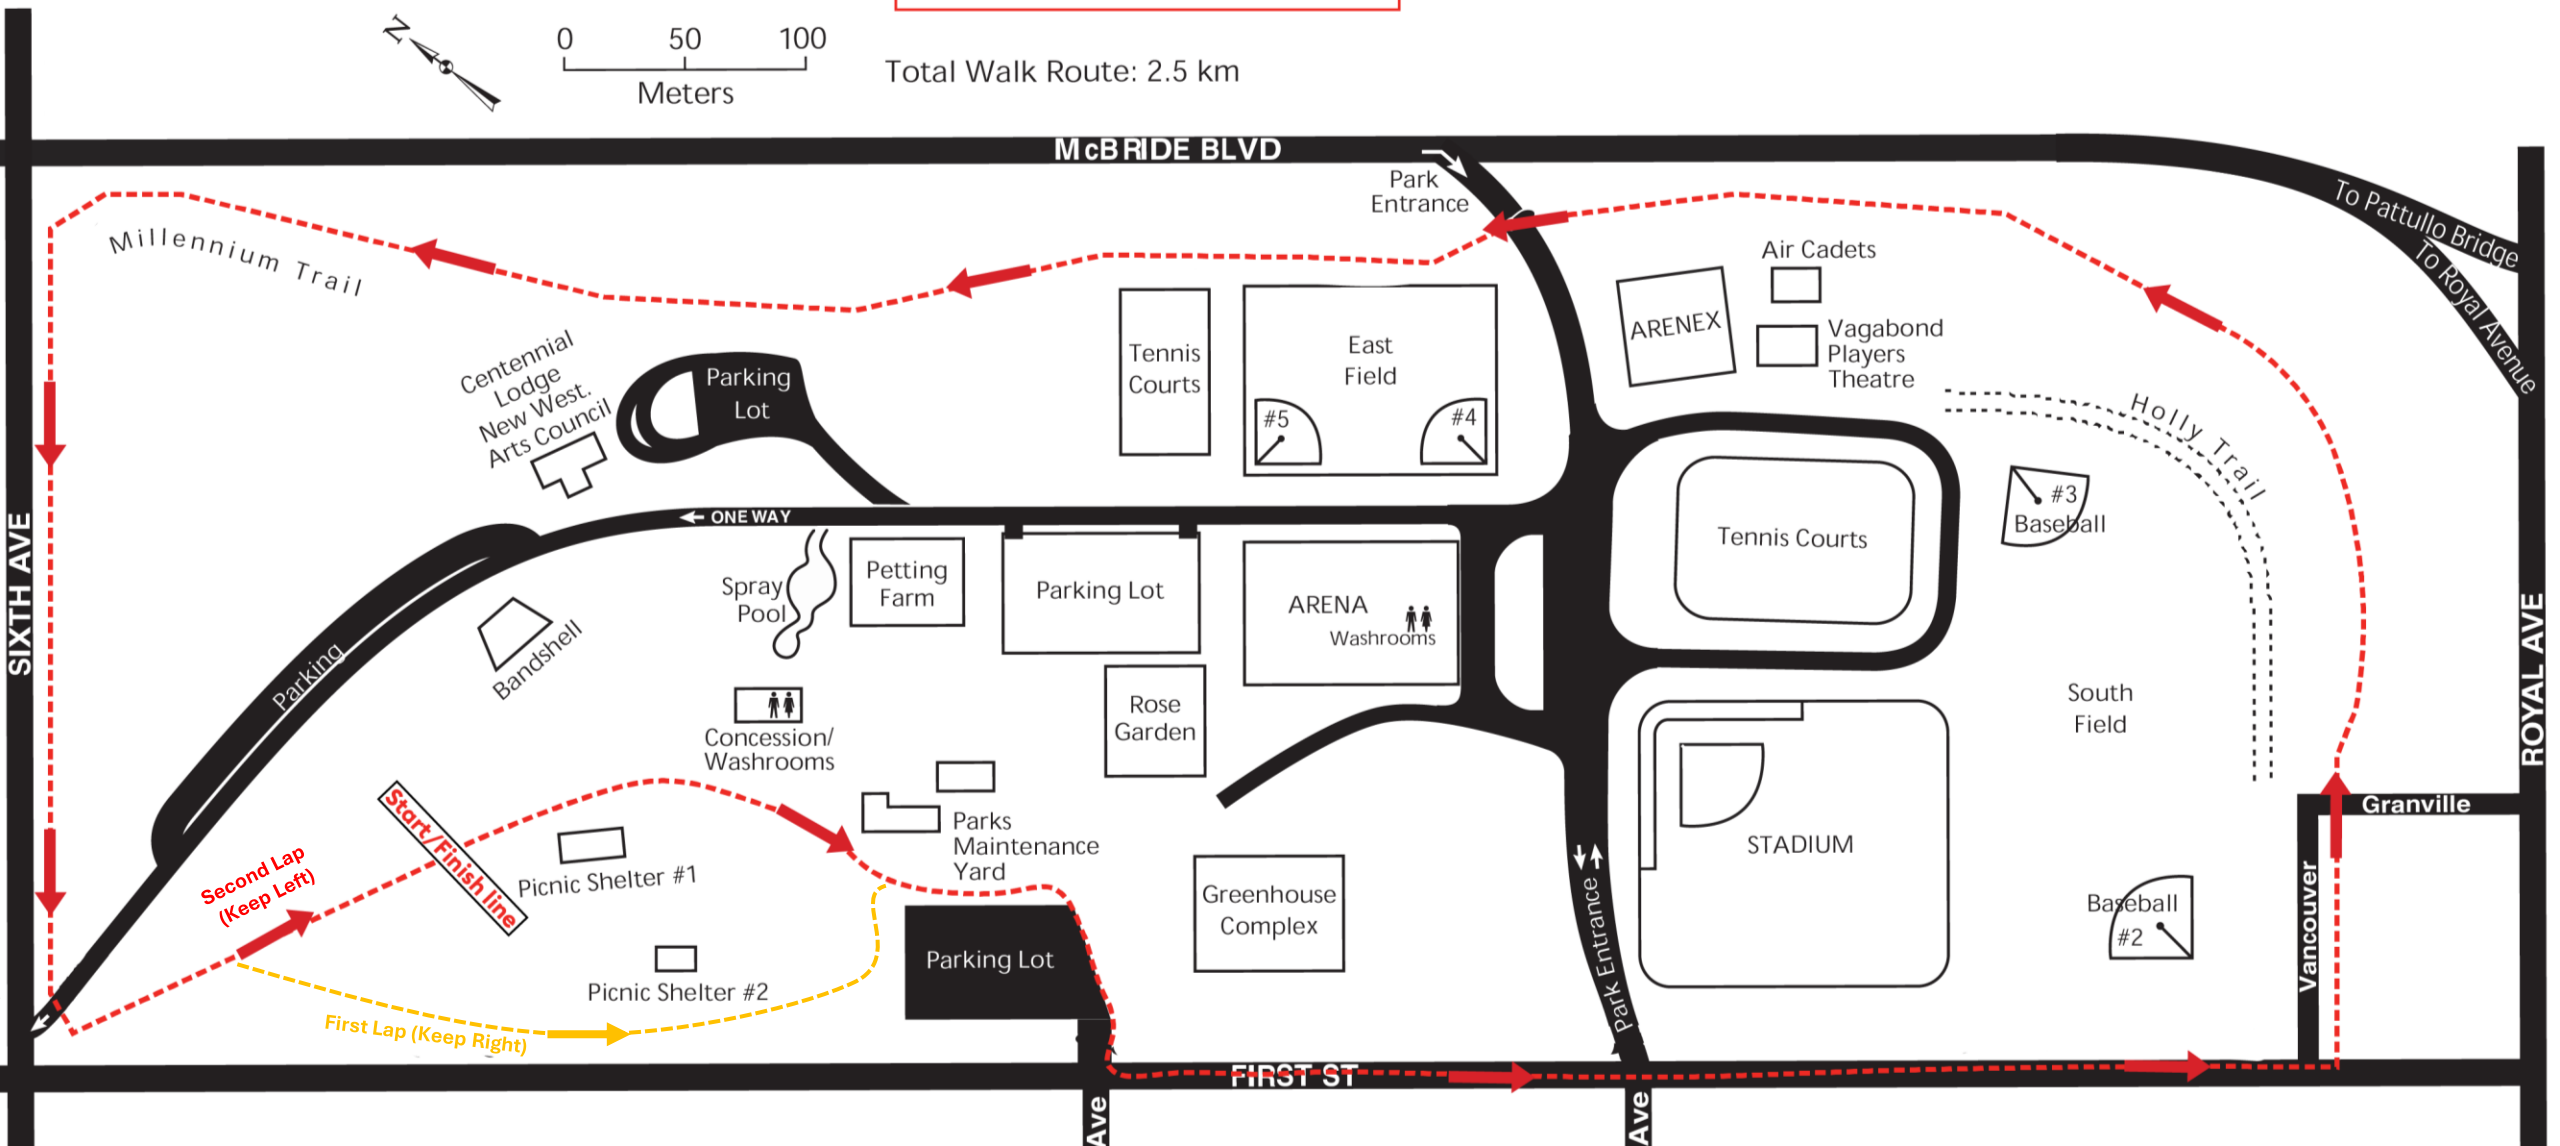 N
0 50 100
Meters
Total Walk Route: 2.5 km
McBRIDE BLVD
Park
Entrance
To Pattullo Bridge
To Royal Avenue
Millennium Trail
Air Cadets
ARENEX
Vagabond
Players
Theatre
Tennis
Courts
East
Field
#5
#4
Centennial
Lodge
New West.
Arts Council
Parking
Lot
Holly Trail
#3
Baseball
ONE WAY
SIXTH AVE
Spray
Pool
Petting
Farm
Parking Lot
ARENA
Washrooms
Tennis Courts
Bandshell
Parking
ROYAL AVE
Concession/
Washrooms
Rose
Garden
South
Field
Start/Finish line
Parks
Maintenance
Yard
Granville
STADIUM
Second Lap
(Keep Left)
Picnic Shelter #1
Greenhouse
Complex
Park Entrance
Baseball
#2
Vancouver
Parking Lot
Picnic Shelter #2
First Lap (Keep Right)
FIRST ST
Ave
Ave